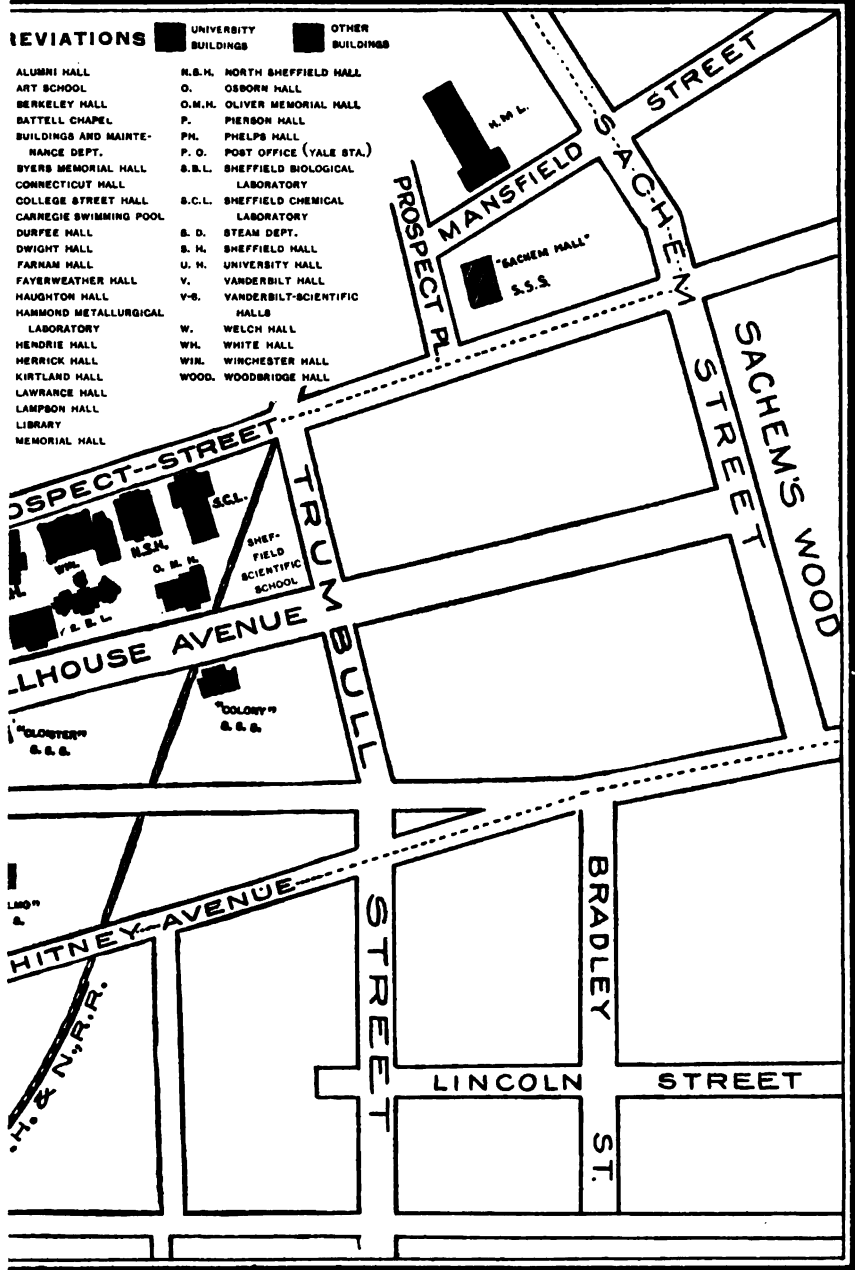 REVIATIONS
UNIVERSITY
BUILDINGS
OTHER
BUILDINGS
ALUMNI HALL
ART SCHOOL
BERKELEY HALL
BATTELL CHAPEL
BUILDINGS AND MAINTE-
NANCE DEPT.
BYERS MEMORIAL HALL
CONNECTICUT HALL
COLLEGE STREET HALL
CARNEGIE SWIMMING POOL
DURFEE HALL
DWIGHT HALL
FARNAM HALL
FAYERWEATHER HALL
HAUGHTON HALL
HAMMOND METALLURGICAL
LABORATORY
HENDRIE HALL
HERRICK HALL
KIRTLAND HALL
LAWRANCE HALL
LAMPSON HALL
LIBRARY
MEMORIAL HALL
N.S.H. NORTH SHEFFIELD HALL
O. OSBORN HALL
O.M.H. OLIVER MEMORIAL HALL
P. PIERSON HALL
PH. PHELPS HALL
P. O. POST OFFICE (YALE STA.)
S.B.L. SHEFFIELD BIOLOGICAL
LABORATORY
S.C.L. SHEFFIELD CHEMICAL
LABORATORY
S. D. STEAM DEPT.
S. H. SHEFFIELD HALL
U. H. UNIVERSITY HALL
V. VANDERBILT HALL
V-S. VANDERBILT-SCIENTIFIC
HALLS
W. WELCH HALL
WH. WHITE HALL
WIN. WINCHESTER HALL
WOOD. WOODBRIDGE HALL
H.M.L.
MANSFIELD STREET
SACHEM STREET
PROSPECT PL.
"SACHEM HALL"
S.S.S.
SACHEM'S WOOD
OSPECT--STREET
TRUMBULL STREET
S.C.L.
N.S.H.
WIN.
O. M. H.
SHEF-
FIELD
SCIENTIFIC
SCHOOL
S. B. L.
LLHOUSE AVENUE
"COLONY"
S. S. S.
"CLOISTER"
S. S. S.
LMO"
S.
HITNEY-AVENUE
.H. & N., R.R.
BRADLEY ST.
LINCOLN STREET